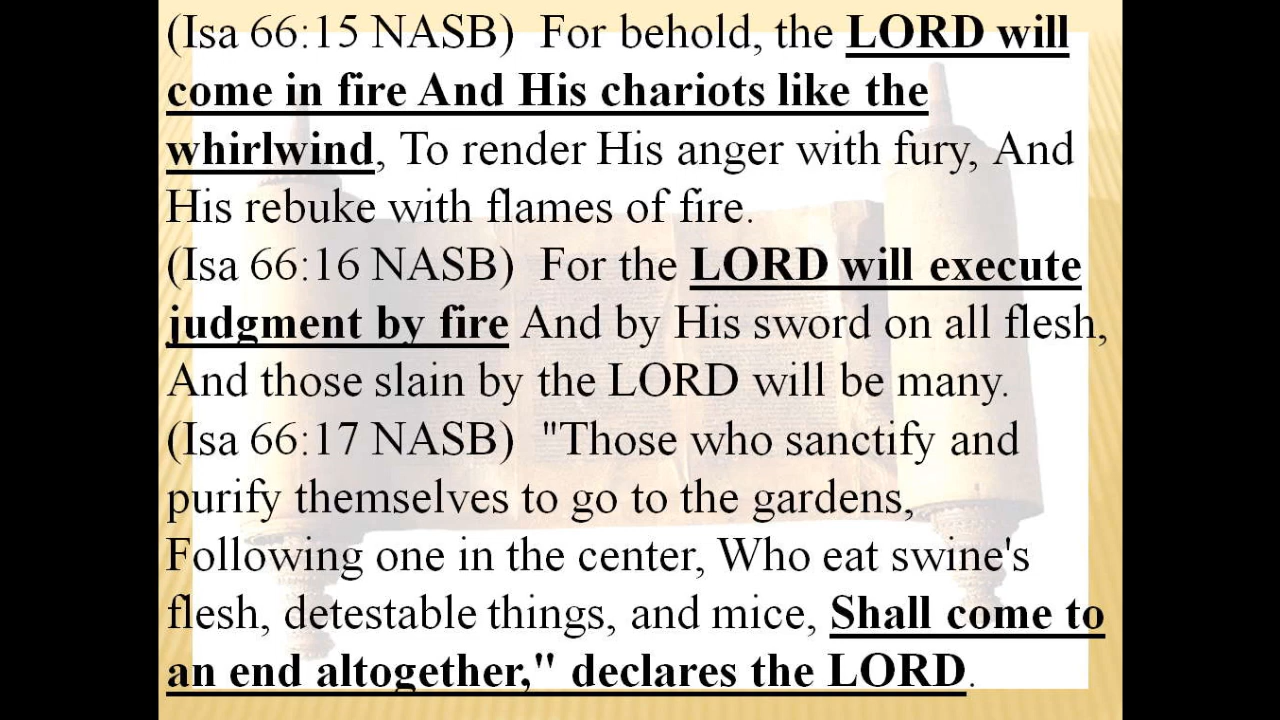 (Isa 66:15 NASB)  For behold, the LORD will
come in fire And His chariots like the
whirlwind, To render His anger with fury, And
His rebuke with flames of fire.
(Isa 66:16 NASB)  For the LORD will execute
judgment by fire And by His sword on all flesh,
And those slain by the LORD will be many.
(Isa 66:17 NASB)  "Those who sanctify and
purify themselves to go to the gardens,
Following one in the center, Who eat swine's
flesh, detestable things, and mice, Shall come to
an end altogether," declares the LORD.